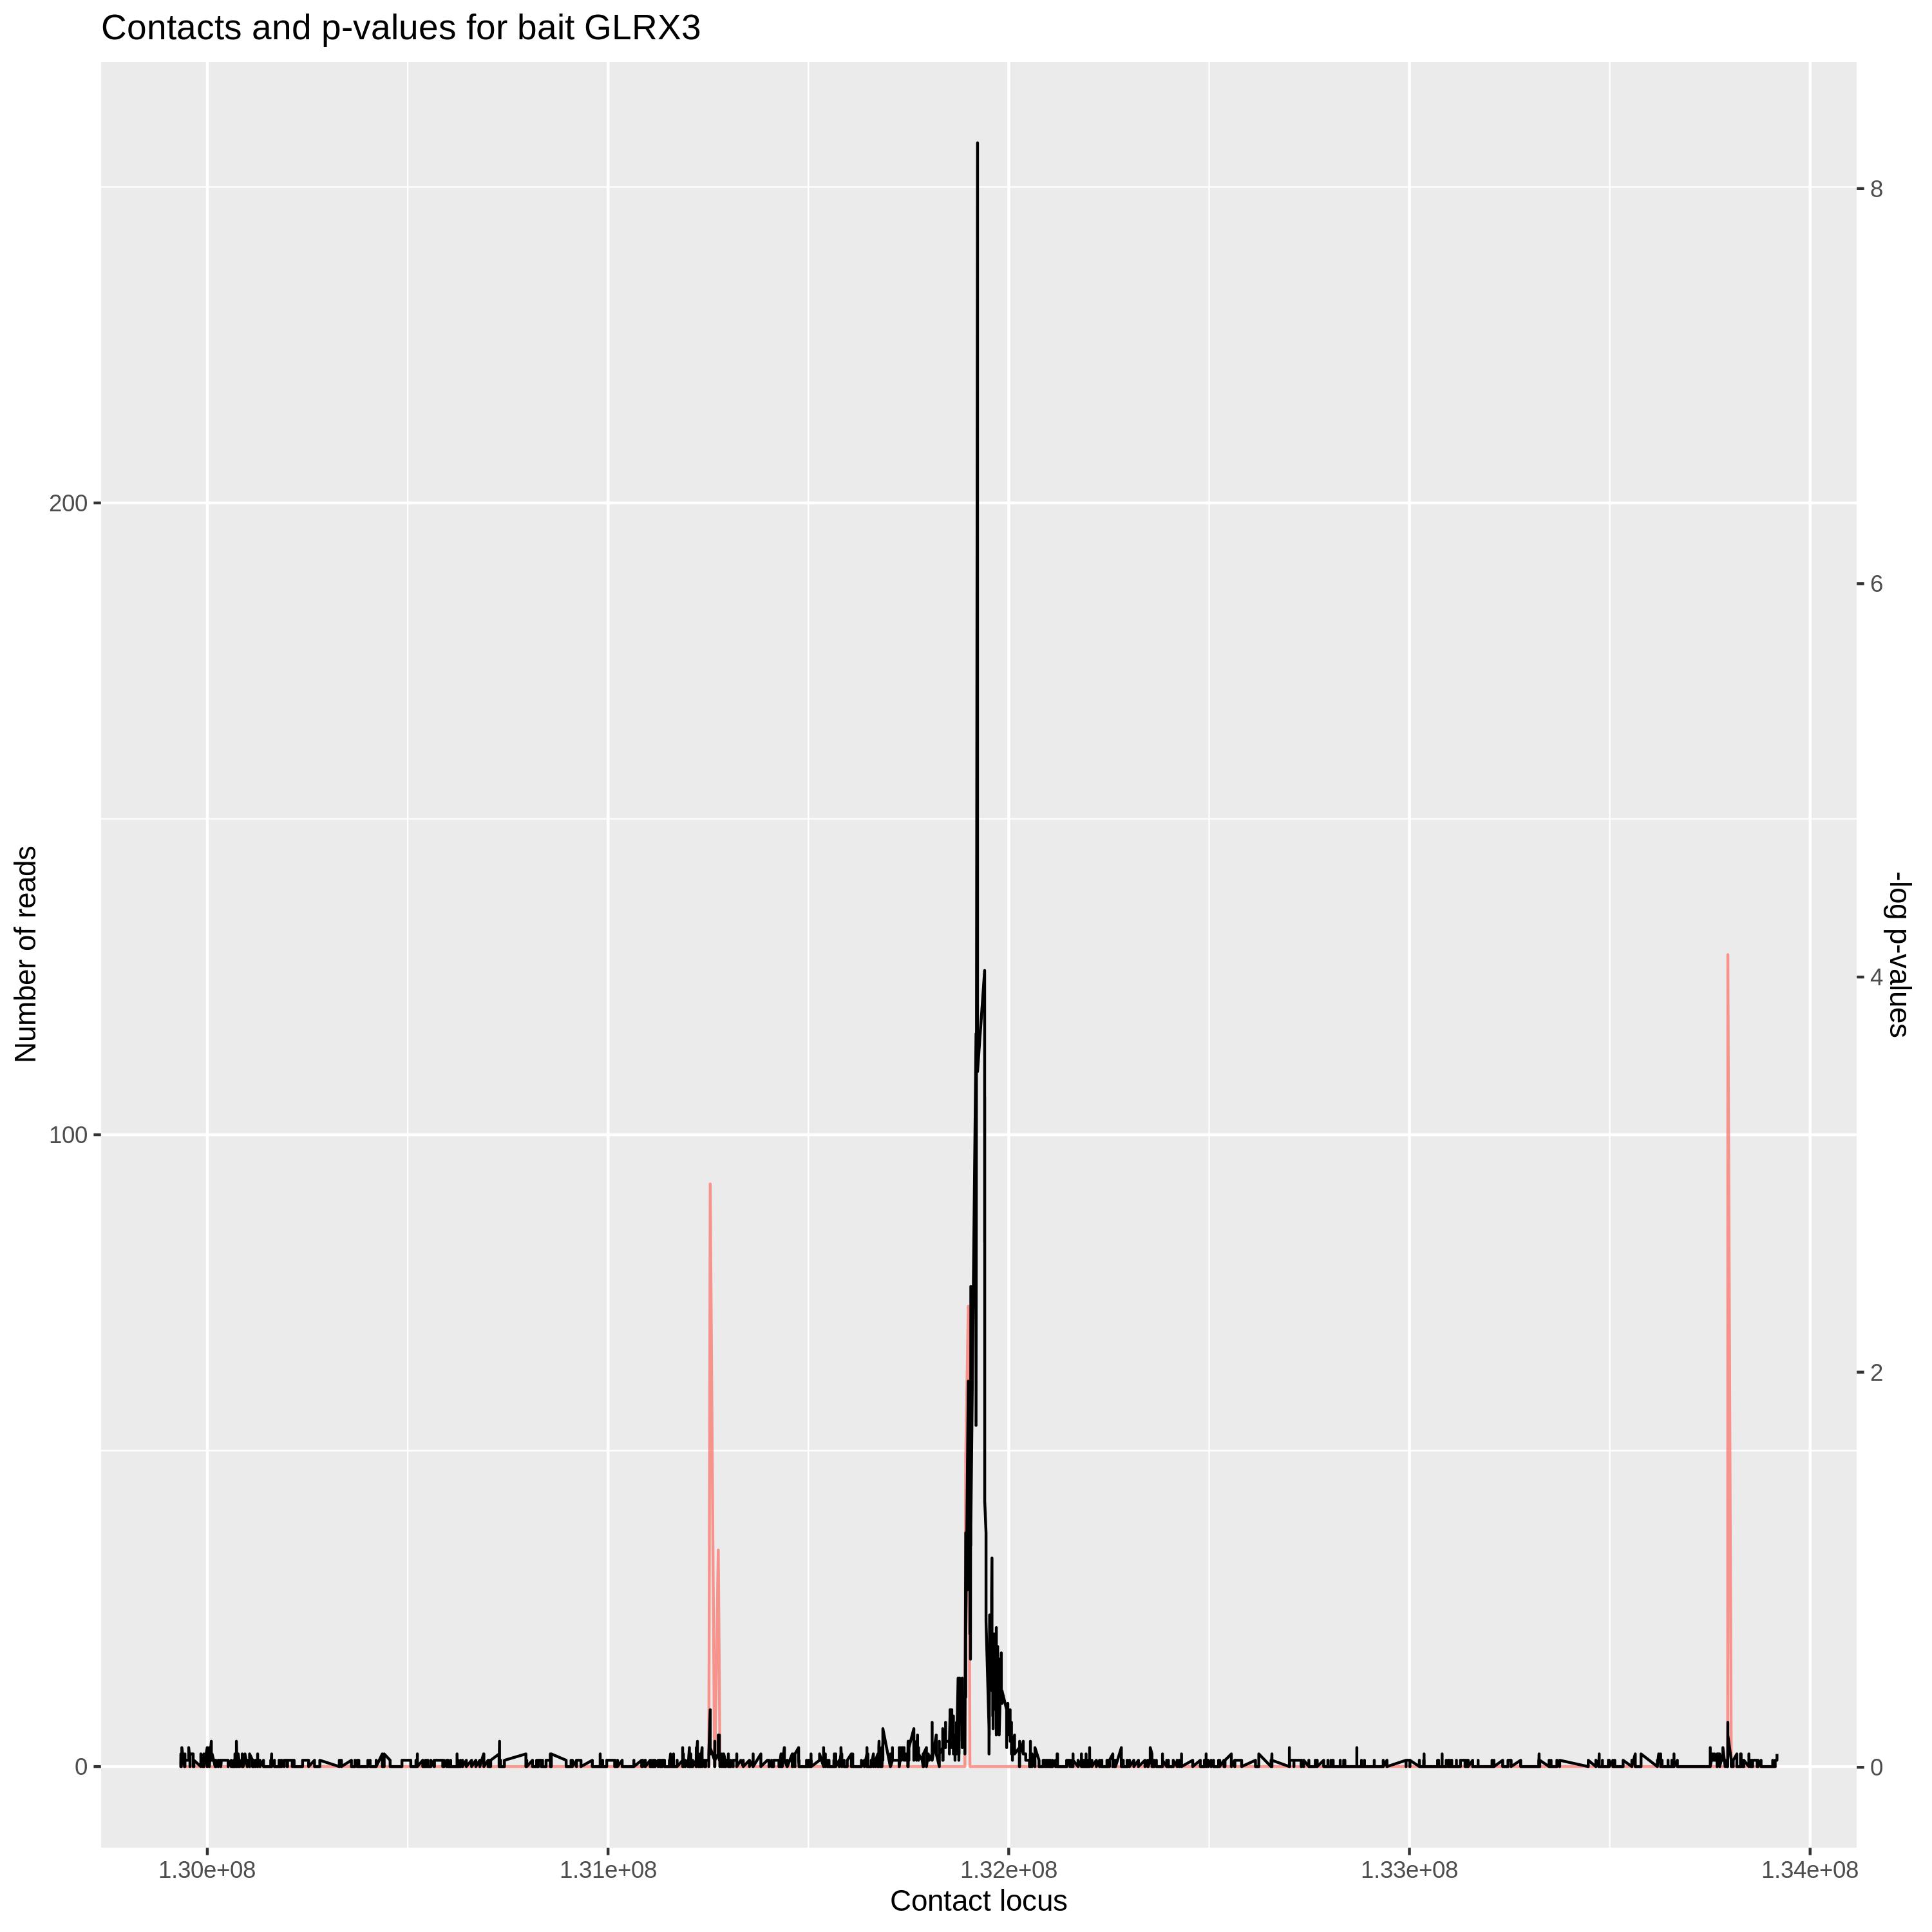 Contacts and p-values for bait GLRX3
Number of reads
200
100
0
8
6
4
2
0
-log p-values
1.30e+08
1.31e+08
1.32e+08
1.33e+08
1.34e+08
Contact locus